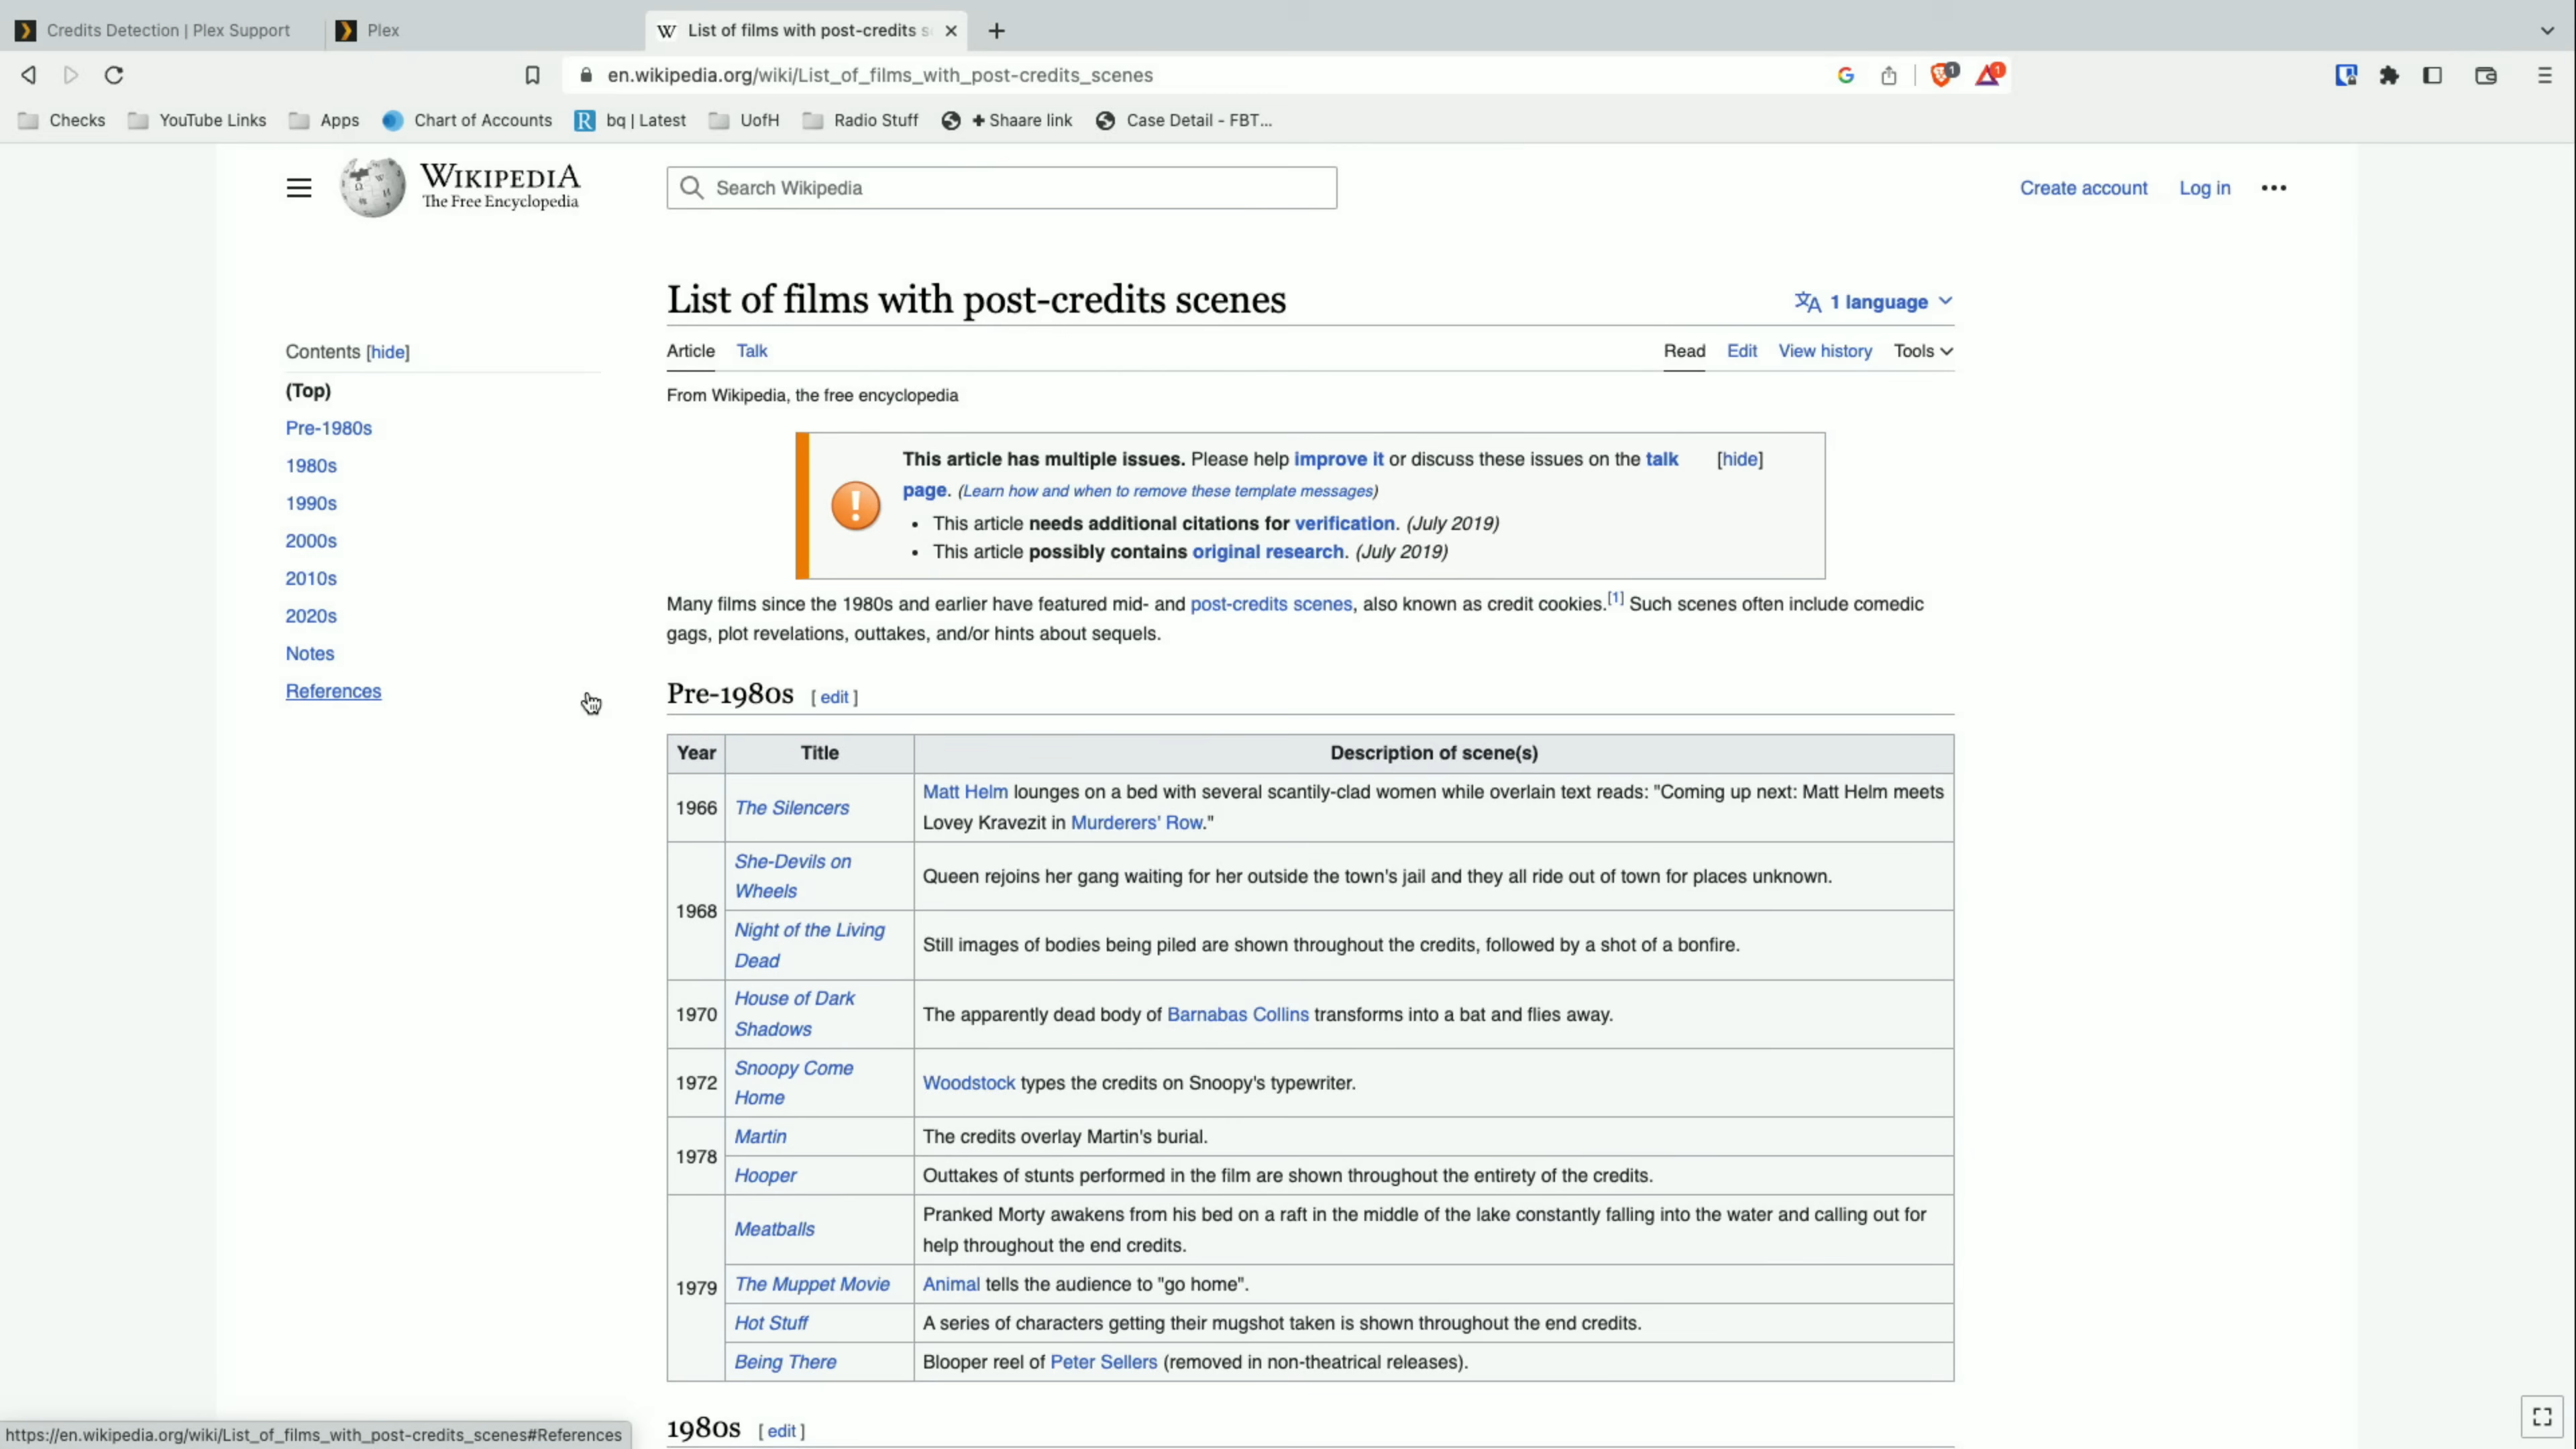 Credits Detection | Plex Support
Plex
List of films with post-credits s
en.wikipedia.org/wiki/List_of_films_with_post-credits_scenes
1
1
Checks
YouTube Links
Apps
Chart of Accounts
bq | Latest
UofH
Radio Stuff
+ Shaare link
Case Detail - FBT...
WIKIPEDIA
The Free Encyclopedia
Search Wikipedia
Create account
Log in
List of films with post-credits scenes
1 language
Contents [hide]
(Top)
Pre-1980s
1980s
1990s
2000s
2010s
2020s
Notes
References
Article
Talk
Read
Edit
View history
Tools
From Wikipedia, the free encyclopedia
This article has multiple issues. Please help improve it or discuss these issues on the talk
[hide]
page. (Learn how and when to remove these template messages)
• This article needs additional citations for verification. (July 2019)
• This article possibly contains original research. (July 2019)
Many films since the 1980s and earlier have featured mid- and post-credits scenes, also known as credit cookies.[1] Such scenes often include comedic
gags, plot revelations, outtakes, and/or hints about sequels.
Pre-1980s [ edit ]
Year Title Description of scene(s)
1966
The Silencers
Matt Helm lounges on a bed with several scantily-clad women while overlain text reads: "Coming up next: Matt Helm meets
Lovey Kravezit in Murderers' Row."
1968
She-Devils on
Wheels
Queen rejoins her gang waiting for her outside the town's jail and they all ride out of town for places unknown.
Night of the Living
Dead
Still images of bodies being piled are shown throughout the credits, followed by a shot of a bonfire.
1970
House of Dark
Shadows
The apparently dead body of Barnabas Collins transforms into a bat and flies away.
1972
Snoopy Come
Home
Woodstock types the credits on Snoopy's typewriter.
1978
Martin
The credits overlay Martin's burial.
Hooper
Outtakes of stunts performed in the film are shown throughout the entirety of the credits.
1979
Meatballs
Pranked Morty awakens from his bed on a raft in the middle of the lake constantly falling into the water and calling out for
help throughout the end credits.
The Muppet Movie
Animal tells the audience to "go home".
Hot Stuff
A series of characters getting their mugshot taken is shown throughout the end credits.
Being There
Blooper reel of Peter Sellers (removed in non-theatrical releases).
1980s [ edit ]
https://en.wikipedia.org/wiki/List_of_films_with_post-credits_scenes#References